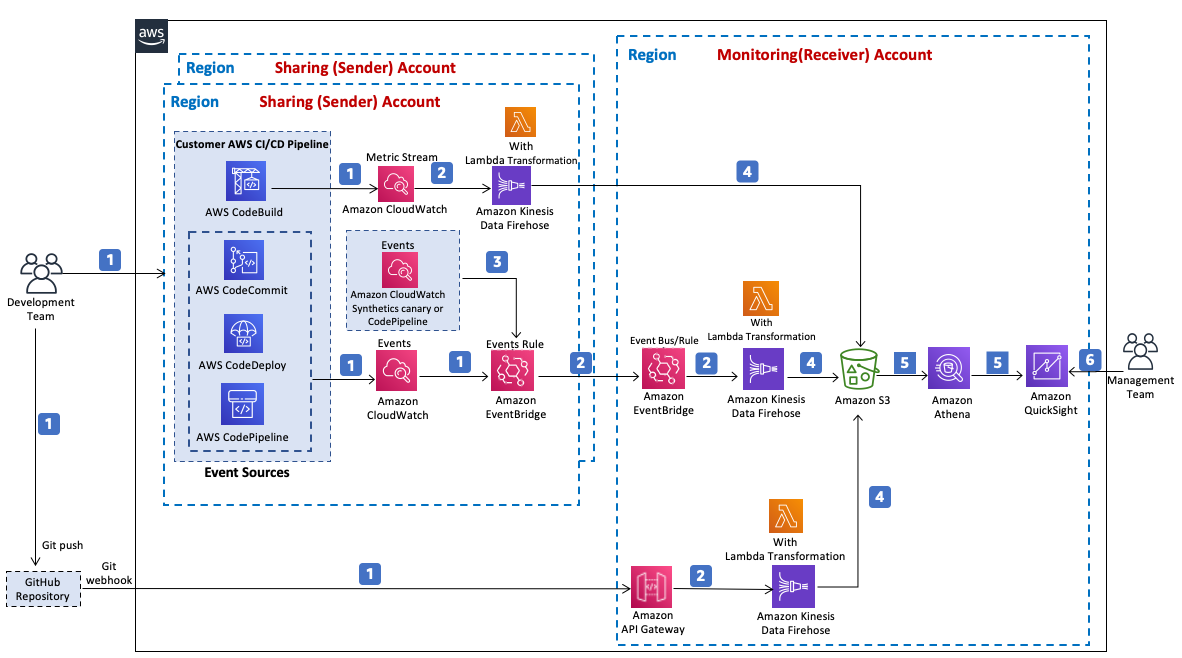 aws
Region
Monitoring(Receiver) Account
Region
Sharing (Sender) Account
Region
Sharing (Sender) Account
Customer AWS CI/CD Pipeline
AWS CodeBuild
AWS CodeCommit
AWS CodeDeploy
AWS CodePipeline
Event Sources
1
Metric Stream
Amazon CloudWatch
2
With
Lambda Transformation
Amazon Kinesis
Data Firehose
4
Events
Amazon CloudWatch
Synthetics canary or
CodePipeline
3
1
Development
Team
1
1
Events
Amazon
CloudWatch
1
Events Rule
Amazon
EventBridge
2
Event Bus/Rule
Amazon
EventBridge
2
With
Lambda Transformation
Amazon Kinesis
Data Firehose
4
Amazon S3
5
Amazon
Athena
5
Amazon
QuickSight
6
Management
Team
Git push
GitHub
Repository
Git
webhook
1
Amazon
API Gateway
2
With
Lambda Transformation
Amazon Kinesis
Data Firehose
4